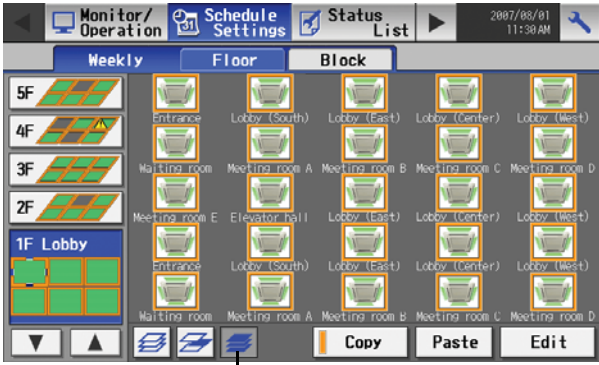 Monitor/
Operation
31
Schedule
Settings
Status
List
2007/08/01
11:30 AM
Weekly
Floor
Block
5F
Entrance
Lobby (South)
Lobby (East)
Lobby (Center)
Lobby (West)
4F
3F
Waiting room
Meeting room A
Meeting room B
Meeting room C
Meeting room D
2F
Meeting room E
Elevator hall
Lobby (East)
Lobby (Center)
Lobby (West)
1F Lobby
Entrance
Lobby (South)
Lobby (East)
Lobby (Center)
Lobby (West)
Waiting room
Meeting room A
Meeting room B
Meeting room C
Meeting room D
Copy
Paste
Edit